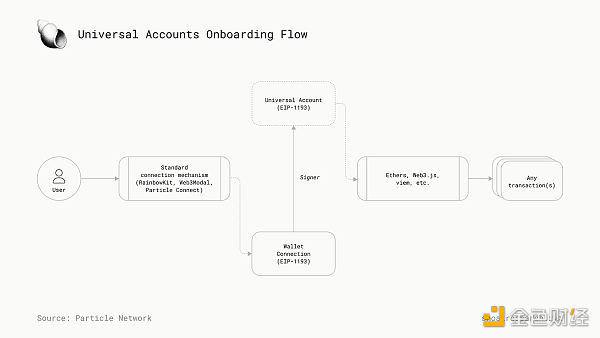 Universal Accounts Onboarding Flow
Universal Account
(EIP-1193)
User
Standard
connection mechanism
(RainbowKit, Web3Modal,
Particle Connect)
Signer
Ethers, Web3.js,
viem, etc.
Any
transaction(s)
Wallet
Connection
(EIP-1193)
Source: Particle Network
金色财经